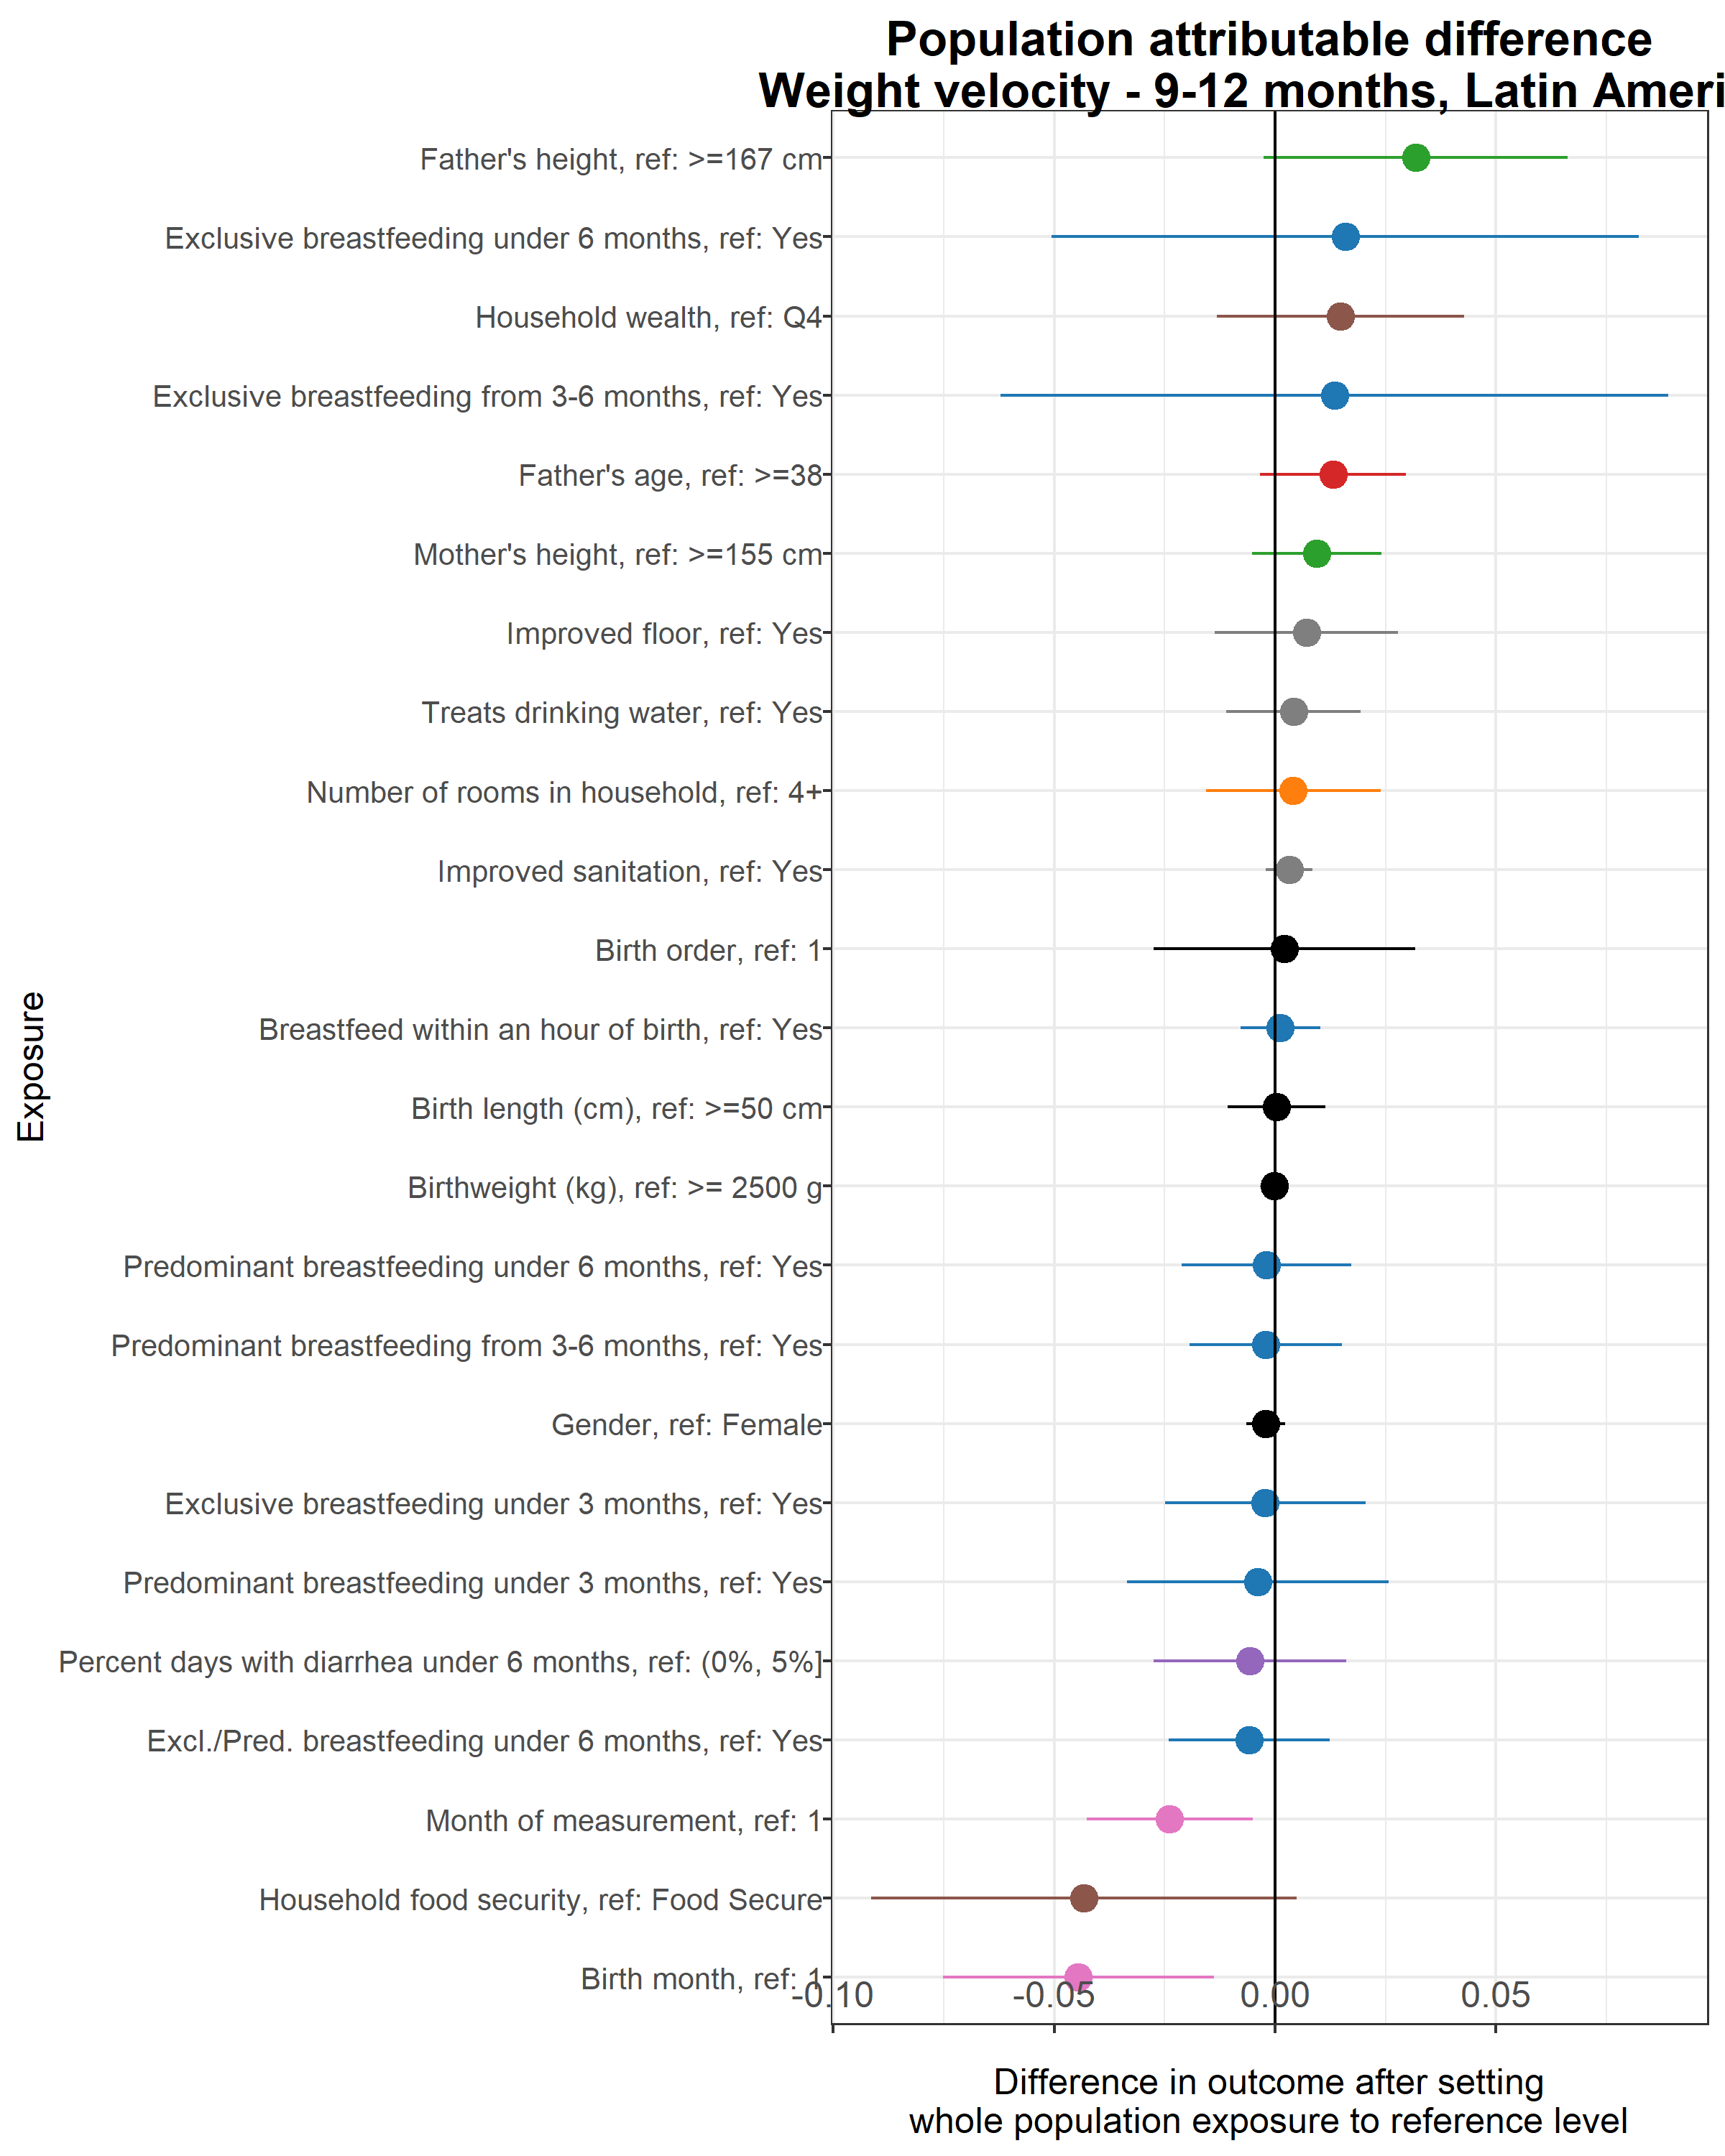 Population attributable difference
Weight velocity - 9-12 months, Latin Ameri
Father's height, ref: >=167 cm
Exclusive breastfeeding under 6 months, ref: Yes
Household wealth, ref: Q4
Exclusive breastfeeding from 3-6 months, ref: Yes
Father's age, ref: >=38
Mother's height, ref: >=155 cm
Improved floor, ref: Yes
Treats drinking water, ref: Yes
Number of rooms in household, ref: 4+
Improved sanitation, ref: Yes
Birth order, ref: 1
Breastfeed within an hour of birth, ref: Yes
Birth length (cm), ref: >=50 cm
Birthweight (kg), ref: >= 2500 g
Predominant breastfeeding under 6 months, ref: Yes
Predominant breastfeeding from 3-6 months, ref: Yes
Gender, ref: Female
Exclusive breastfeeding under 3 months, ref: Yes
Predominant breastfeeding under 3 months, ref: Yes
Percent days with diarrhea under 6 months, ref: (0%, 5%]
Excl./Pred. breastfeeding under 6 months, ref: Yes
Month of measurement, ref: 1
Household food security, ref: Food Secure
Birth month, ref: 1
Exposure
-0.10 -0.05 0.00 0.05
Difference in outcome after setting
whole population exposure to reference level